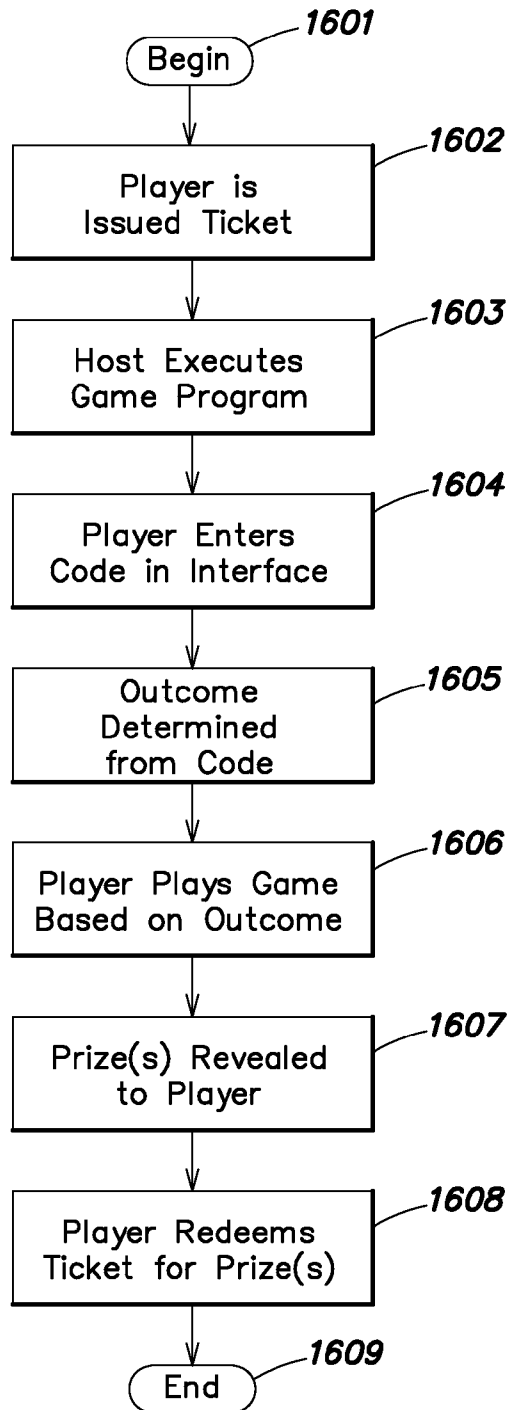 1601
Begin
1602
Player is
Issued Ticket
1603
Host Executes
Game Program
1604
Player Enters
Code in Interface
1605
Outcome
Determined
from Code
1606
Player Plays Game
Based on Outcome
1607
Prize(s) Revealed
to Player
1608
Player Redeems
Ticket for Prize(s)
1609
End